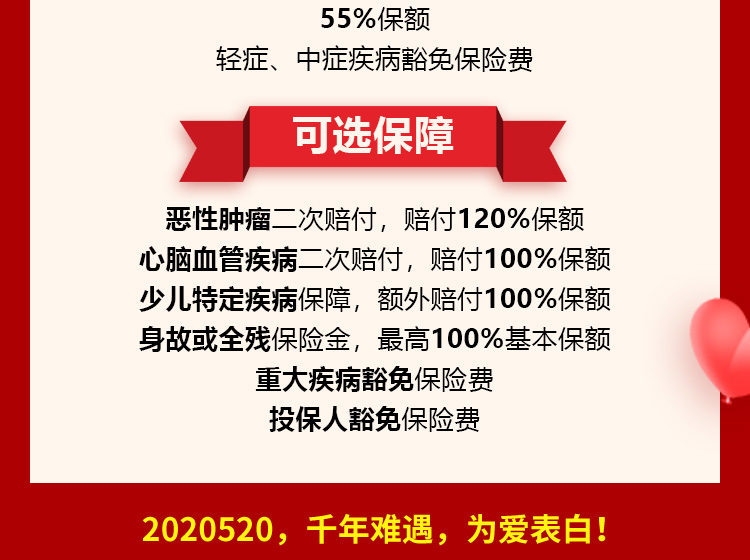 55%保额
轻症、中症疾病豁免保险费
可选保障
恶性肿瘤二次赔付，赔付120%保额
心脑血管疾病二次赔付，赔付100%保额
少儿特定疾病保障，额外赔付100%保额
身故或全残保险金，最高100%基本保额
重大疾病豁免保险费
投保人豁免保险费
2020520，千年难遇，为爱表白！